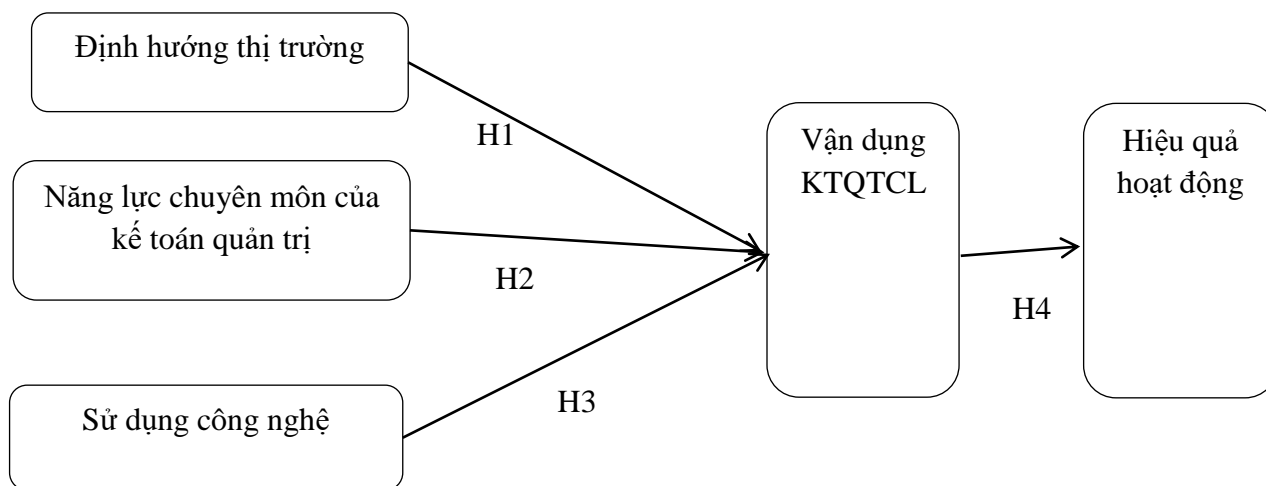 Định hướng thị trường
H1
Năng lực chuyên môn của
kế toán quản trị
H2
Sử dụng công nghệ
H3
Vận dụng
KTQTCL
H4
Hiệu quả
hoạt động